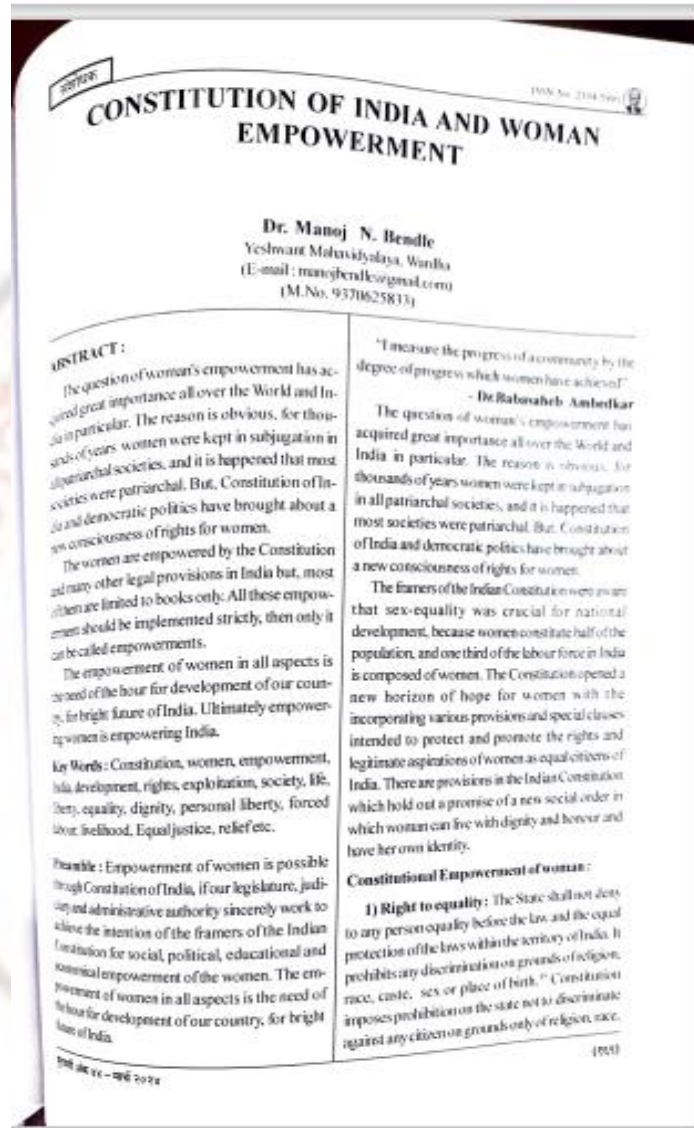 संशोधक
ISSN No. 2394-5990
CONSTITUTION OF INDIA AND WOMAN
EMPOWERMENT
Dr. Manoj N. Bendle
Yeshwant Mahavidyalaya, Wardha
(E-mail : manojbendle@gmail.com)
(M.No. 9370625833)
ABSTRACT :
The question of woman's empowerment has ac-
quired great importance all over the World and In-
dia in particular. The reason is obvious, for thou-
sands of years women were kept in subjugation in
all patriarchal societies, and it is happened that most
societies were patriarchal. But, Constitution of In-
dia and democratic politics have brought about a
new consciousness of rights for women.
The women are empowered by the Constitution
and many other legal provisions in India but, most
of them are limited to books only. All these empow-
erment should be implemented strictly, then only it
can be called empowerments.
The empowerment of women in all aspects is
the need of the hour for development of our coun-
try, for bright future of India. Ultimately empower-
ing women is empowering India.
Key Words : Constitution, women, empowerment,
India, development, rights, exploitation, society, life,
liberty, equality, dignity, personal liberty, forced
labour, livelihood, Equal justice, relief etc.
Preamble : Empowerment of women is possible
through Constitution of India, if our legislature, judi-
ciary and administrative authority sincerely work to
achieve the intention of the framers of the Indian
Constitution for social, political, educational and
economical empowerment of the women. The em-
powerment of women in all aspects is the need of
the hour for development of our country, for bright
future of India.
"I measure the progress of a community by the
degree of progress which women have achieved"
- Dr.Babasaheb Ambedkar
The question of woman's empowerment has
acquired great importance all over the World and
India in particular. The reason is obvious, for
thousands of years women were kept in subjugation
in all patriarchal societies, and it is happened that
most societies were patriarchal. But, Constitution
of India and democratic politics have brought about
a new consciousness of rights for women.
The framers of the Indian Constitution were aware
that sex-equality was crucial for national
development, because women constitute half of the
population, and one third of the labour force in India
is composed of women. The Constitution opened a
new horizon of hope for women with the
incorporating various provisions and special clauses
intended to protect and promote the rights and
legitimate aspirations of women as equal citizens of
India. There are provisions in the Indian Constitution
which hold out a promise of a new social order in
which woman can live with dignity and honour and
have her own identity.
Constitutional Empowerment of woman :
1) Right to equality: The State shall not deny
to any person equality before the law and the equal
protection of the laws within the territory of India. It
prohibits any discrimination on grounds of religion,
race, caste, sex or place of birth. Constitution
imposes prohibition on the state not to discriminate
against any citizen on grounds only of religion, race,
पुरवणी अंक ४४ – मार्च २०२४